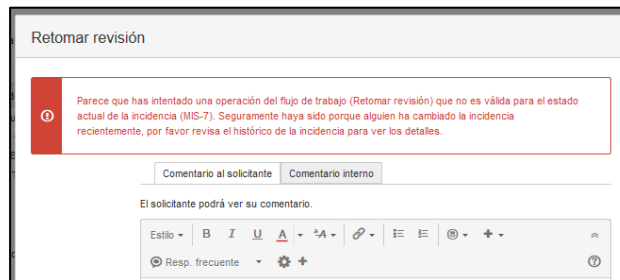 Retomar revisión
Parece que has intentado una operación del flujo de trabajo (Retomar revisión) que no es válida para el estado
actual de la incidencia (MIS-7). Seguramente haya sido porque alguien ha cambiado la incidencia
recientemente, por favor revisa el histórico de la incidencia para ver los detalles.
Comentario al solicitante Comentario interno
El solicitante podrá ver su comentario.
Estilo B I U A
Resp. frecuente